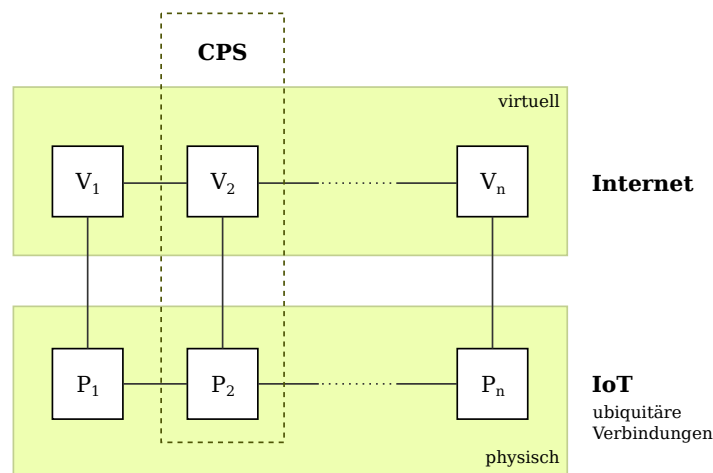 CPS
virtuell
V1
V2
Vn
Internet
P1
P2
Pn
IoT
ubiquitäre
Verbindungen
physisch